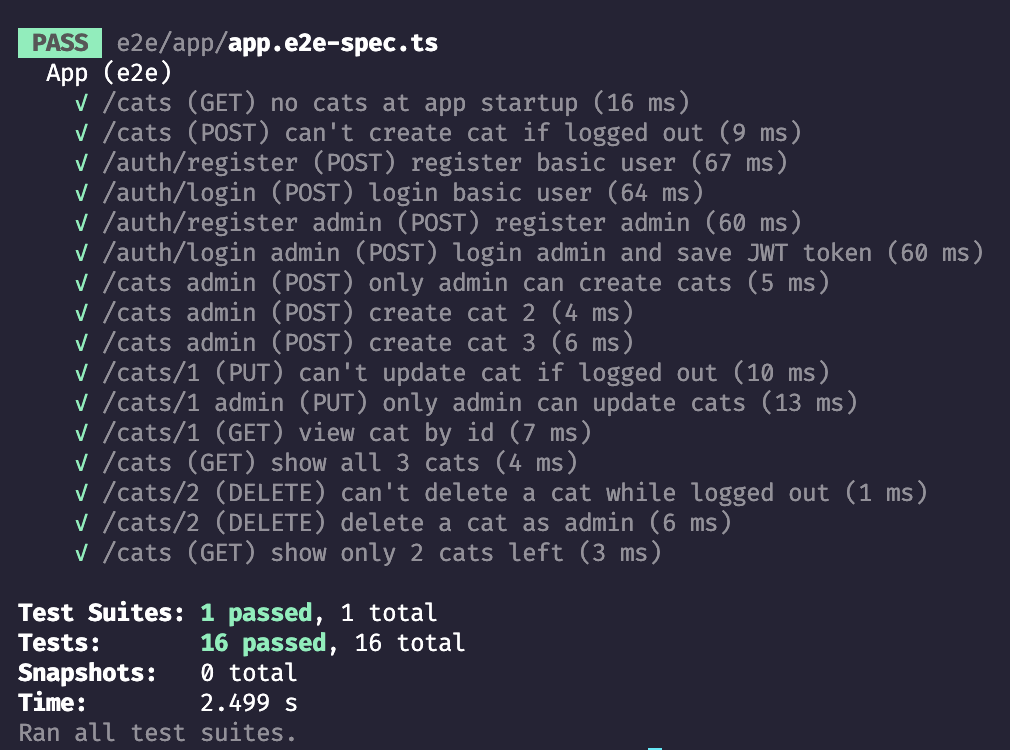 PASS e2e/app/app.e2e-spec.ts
App (e2e)
√ /cats (GET) no cats at app startup (16 ms)
√ /cats (POST) can't create cat if logged out (9 ms)
√ /auth/register (POST) register basic user (67 ms)
√ /auth/login (POST) login basic user (64 ms)
√ /auth/register admin (POST) register admin (60 ms)
√ /auth/login admin (POST) login admin and save JWT token (60 ms)
√ /cats admin (POST) only admin can create cats (5 ms)
√ /cats admin (POST) create cat 2 (4 ms)
√ /cats admin (POST) create cat 3 (6 ms)
√ /cats/1 (PUT) can't update cat if logged out (10 ms)
√ /cats/1 admin (PUT) only admin can update cats (13 ms)
√ /cats/1 (GET) view cat by id (7 ms)
√ /cats (GET) show all 3 cats (4 ms)
√ /cats/2 (DELETE) can't delete a cat while logged out (1 ms)
√ /cats/2 (DELETE) delete a cat as admin (6 ms)
√ /cats (GET) show only 2 cats left (3 ms)
Test Suites: 1 passed, 1 total
Tests: 16 passed, 16 total
Snapshots: 0 total
Time: 2.499 s
Ran all test suites.